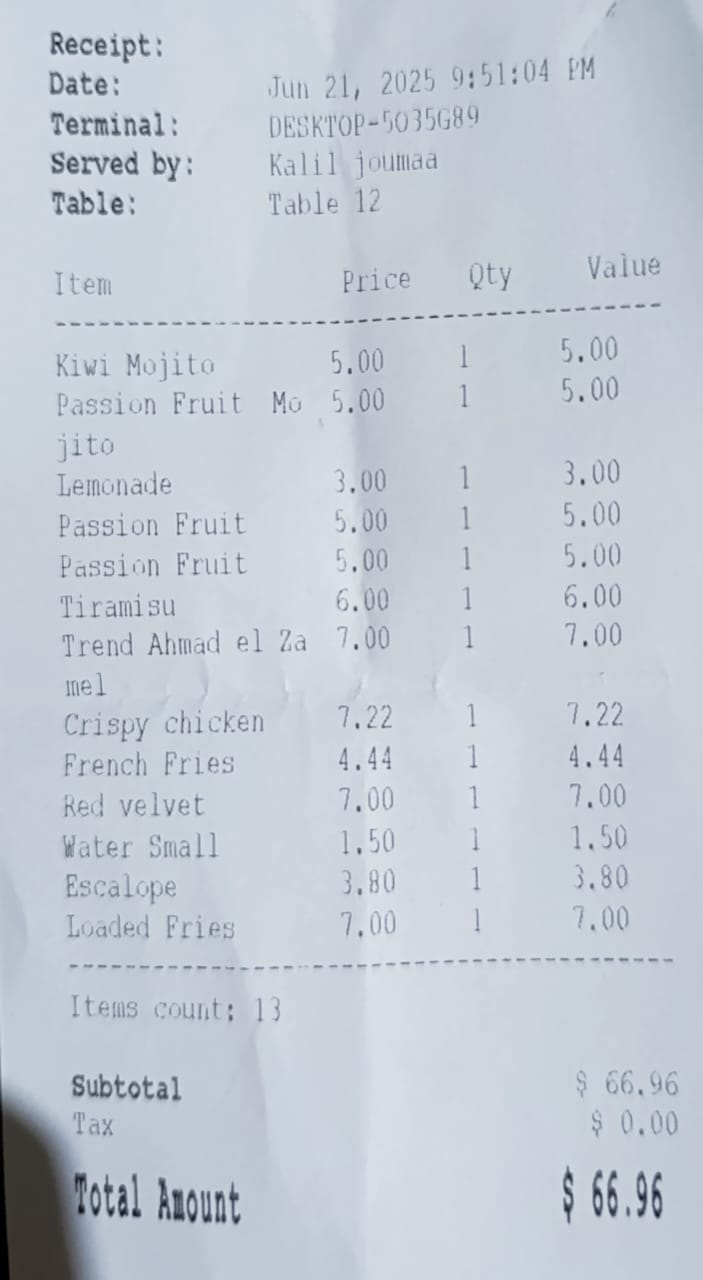 Receipt:
Date: Jun 21, 2025 9:51:04 PM
Terminal: DESKTOP-5035G89
Served by: Kalil joumaa
Table: Table 12
Item Price Qty Value
Kiwi Mojito 5.00 1 5.00
Passion Fruit Mo 5.00 1 5.00
jito
Lemonade 3.00 1 3.00
Passion Fruit 5.00 1 5.00
Passion Fruit 5.00 1 5.00
Tiramisu 6.00 1 6.00
Trend Ahmad el Za 7.00 1 7.00
mel
Crispy chicken 7.22 1 7.22
French Fries 4.44 1 4.44
Red velvet 7.00 1 7.00
Water Small 1.50 1 1.50
Escalope 3.80 1 3.80
Loaded Fries 7.00 1 7.00
Items count: 13
Subtotal $ 66.96
Tax $ 0.00
Total Amount $ 66.96